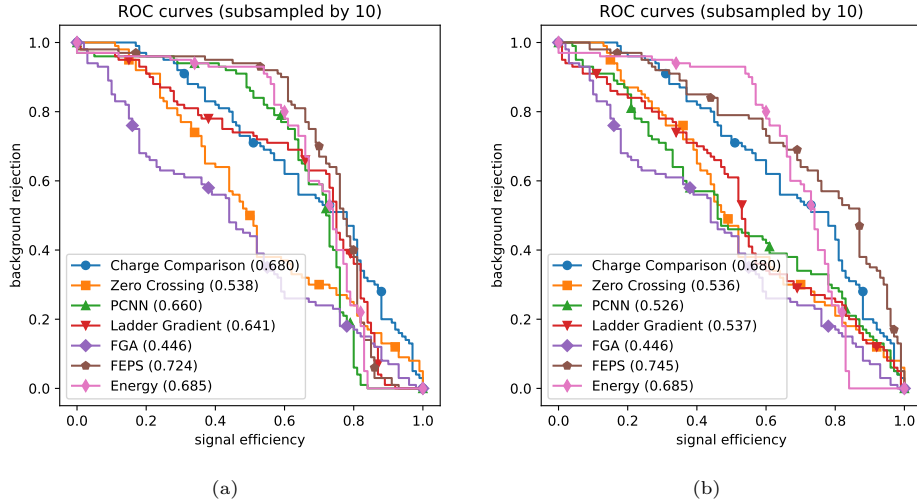 ROC curves (subsampled by 10)
1.0
0.8
0.6
0.4
0.2
0.0
background rejection
Charge Comparison (0.680)
Zero Crossing (0.538)
PCNN (0.660)
Ladder Gradient (0.641)
FGA (0.446)
FEPS (0.724)
Energy (0.685)
0.0 0.2 0.4 0.6 0.8 1.0
signal efficiency
(a)
ROC curves (subsampled by 10)
1.0
0.8
0.6
0.4
0.2
0.0
background rejection
Charge Comparison (0.680)
Zero Crossing (0.536)
PCNN (0.526)
Ladder Gradient (0.537)
FGA (0.446)
FEPS (0.745)
Energy (0.685)
0.0 0.2 0.4 0.6 0.8 1.0
signal efficiency
(b)